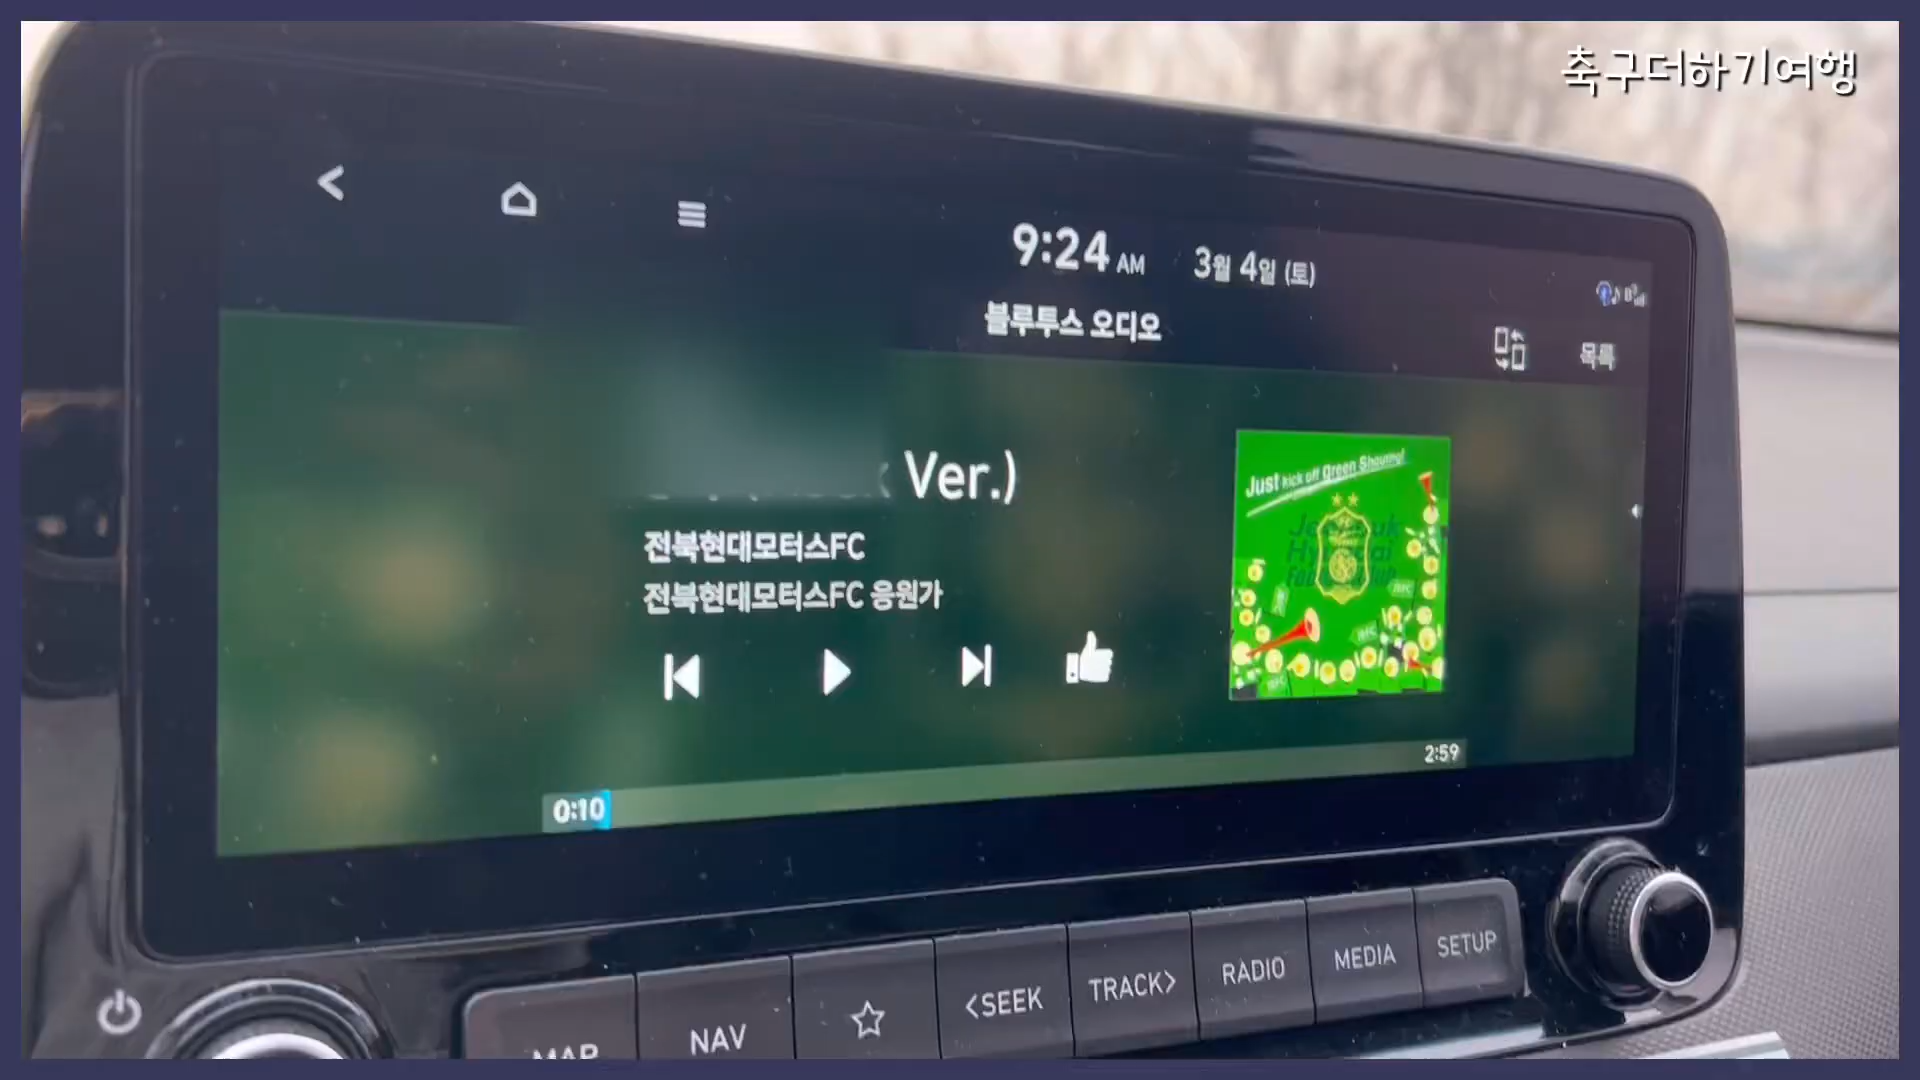 축구더하기여행
9:24 AM 3월 4일 (토)
블루투스 오디오
목록
Ver.)
전북현대모터스FC
전북현대모터스FC 응원가
Just kick off Green Shouting!
0:10
2:59
MAP
NAV
<SEEK
TRACK>
RADIO
MEDIA
SETUP